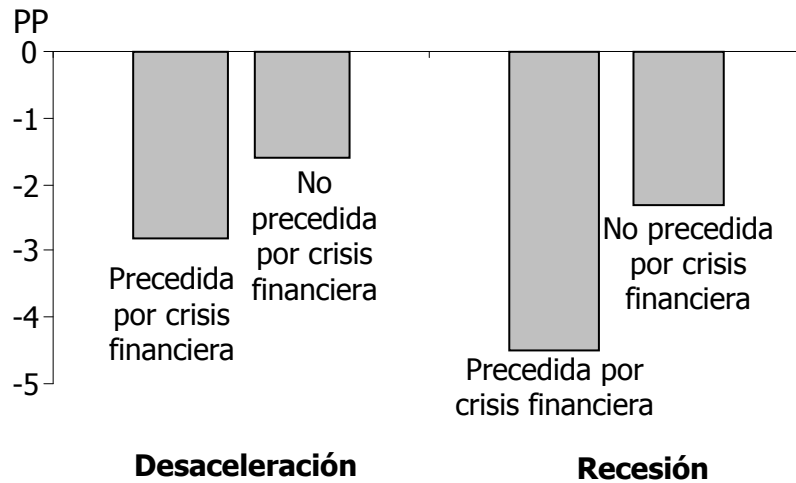 PP
0
-1
-2
-3
-4
-5
Precedida
por crisis
financiera
No
precedida
por crisis
financiera
Precedida por
crisis financiera
No precedida
por crisis
financiera
Desaceleración
Recesión